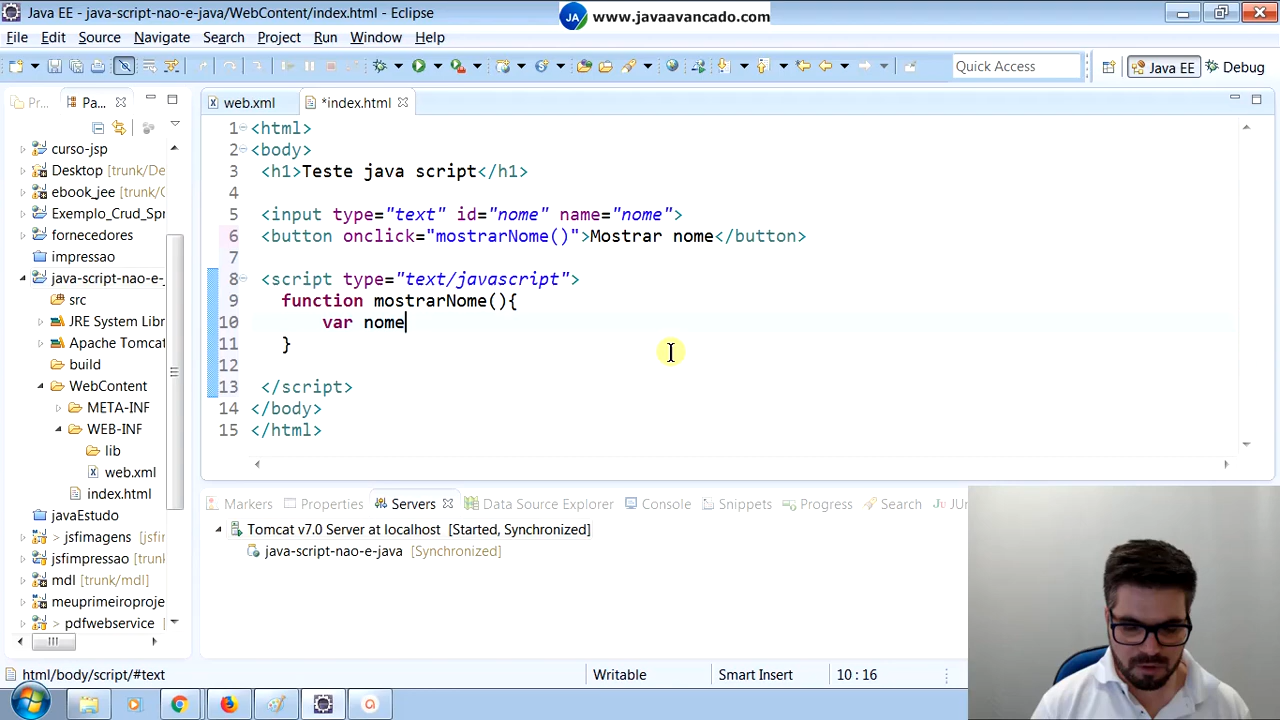 Java EE - java-script-nao-e-java/WebContent/index.html - Eclipse
JA www.javaavancado.com
File Edit Source Navigate Search Project Run Window Help
Quick Access
Java EE
Debug
Pr...
Pa...
web.xml
*index.html
curso-jsp
Desktop [trunk/De
ebook_jee [trunk/C
Exemplo_Crud_Spr
fornecedores
impressao
java-script-nao-e-
src
JRE System Libr
Apache Tomcat
build
WebContent
META-INF
WEB-INF
lib
web.xml
index.html
javaEstudo
> jsfimagens [jsfi
jsfimpressao [trun
mdl [trunk/mdl]
meuprimeiroproje
> pdfwebservice
1 <html>
2 <body>
3 <h1>Teste java script</h1>
4
5 <input type="text" id="nome" name="nome">
6 <button onclick="mostrarNome()">Mostrar nome</button>
7
8 <script type="text/javascript">
9 function mostrarNome(){
10 var nome
11 }
12
13 </script>
14 </body>
15 </html>
Markers Properties Servers Data Source Explorer Console Snippets Progress Search
Tomcat v7.0 Server at localhost [Started, Synchronized]
java-script-nao-e-java [Synchronized]
html/body/script/#text Writable Smart Insert 10 : 16